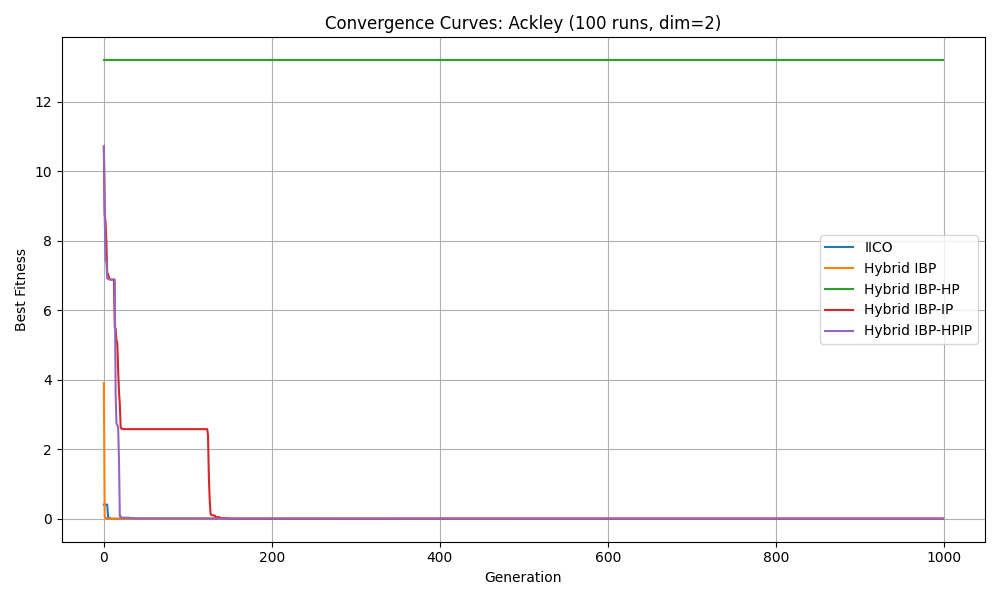 Convergence Curves: Ackley (100 runs, dim=2)
Best Fitness
12
10
8
6
4
2
0
IICO
Hybrid IBP
Hybrid IBP-HP
Hybrid IBP-IP
Hybrid IBP-HPIP
0
200
400
600
800
1000
Generation